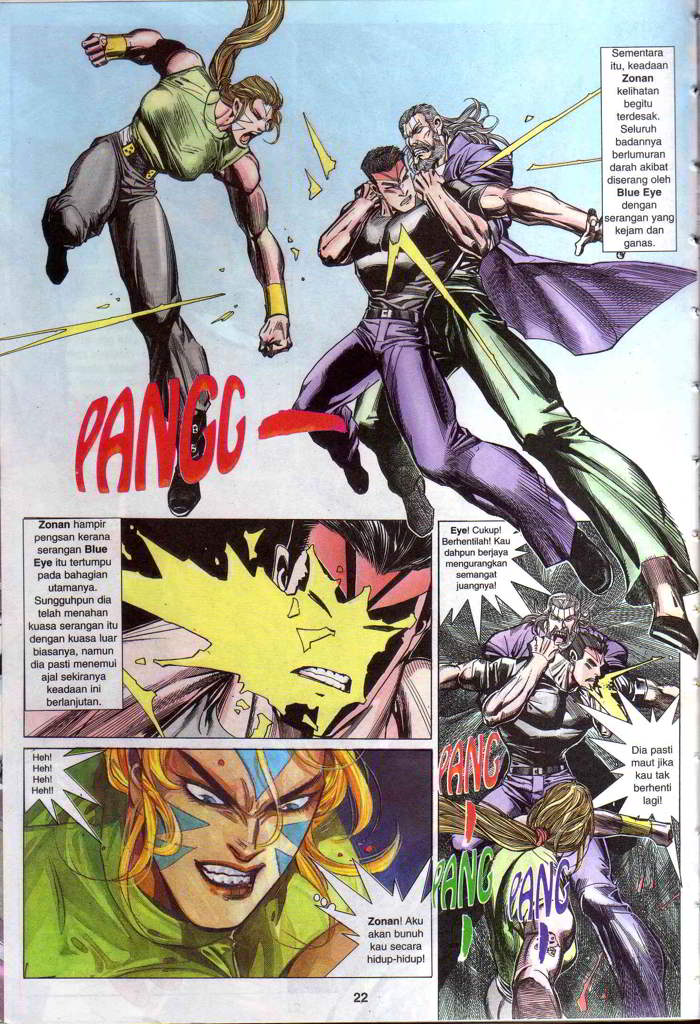 Sementara
itu, keadaan
Zonan
kelihatan
begitu
terdesak.
Seluruh
badannya
berlumuran
darah akibat
diserang oleh
Blue Eye
dengan
serangan yang
kejam dan
ganas.
PANGG
Zonan hampir
pengsan kerana
serangan Blue
Eye itu tertumpu
pada bahagian
utamanya.
Sungguhpun dia
telah menahan
kuasa serangan itu
dengan kuasa luar
biasanya, namun
dia pasti menemui
ajal sekiranya
keadaan ini
berlanjutan.
Eye! Cukup!
Berhentilah! Kau
dahpun berjaya
mengurangkan
semangat
juangnya!
Dia pasti
maut jika
kau tak
berhenti
lagi!
PANG
PANG
PANG
Heh!
Heh!
Heh!
Heh!!
Zonan! Aku
akan bunuh
kau secara
hidup-hidup!
22